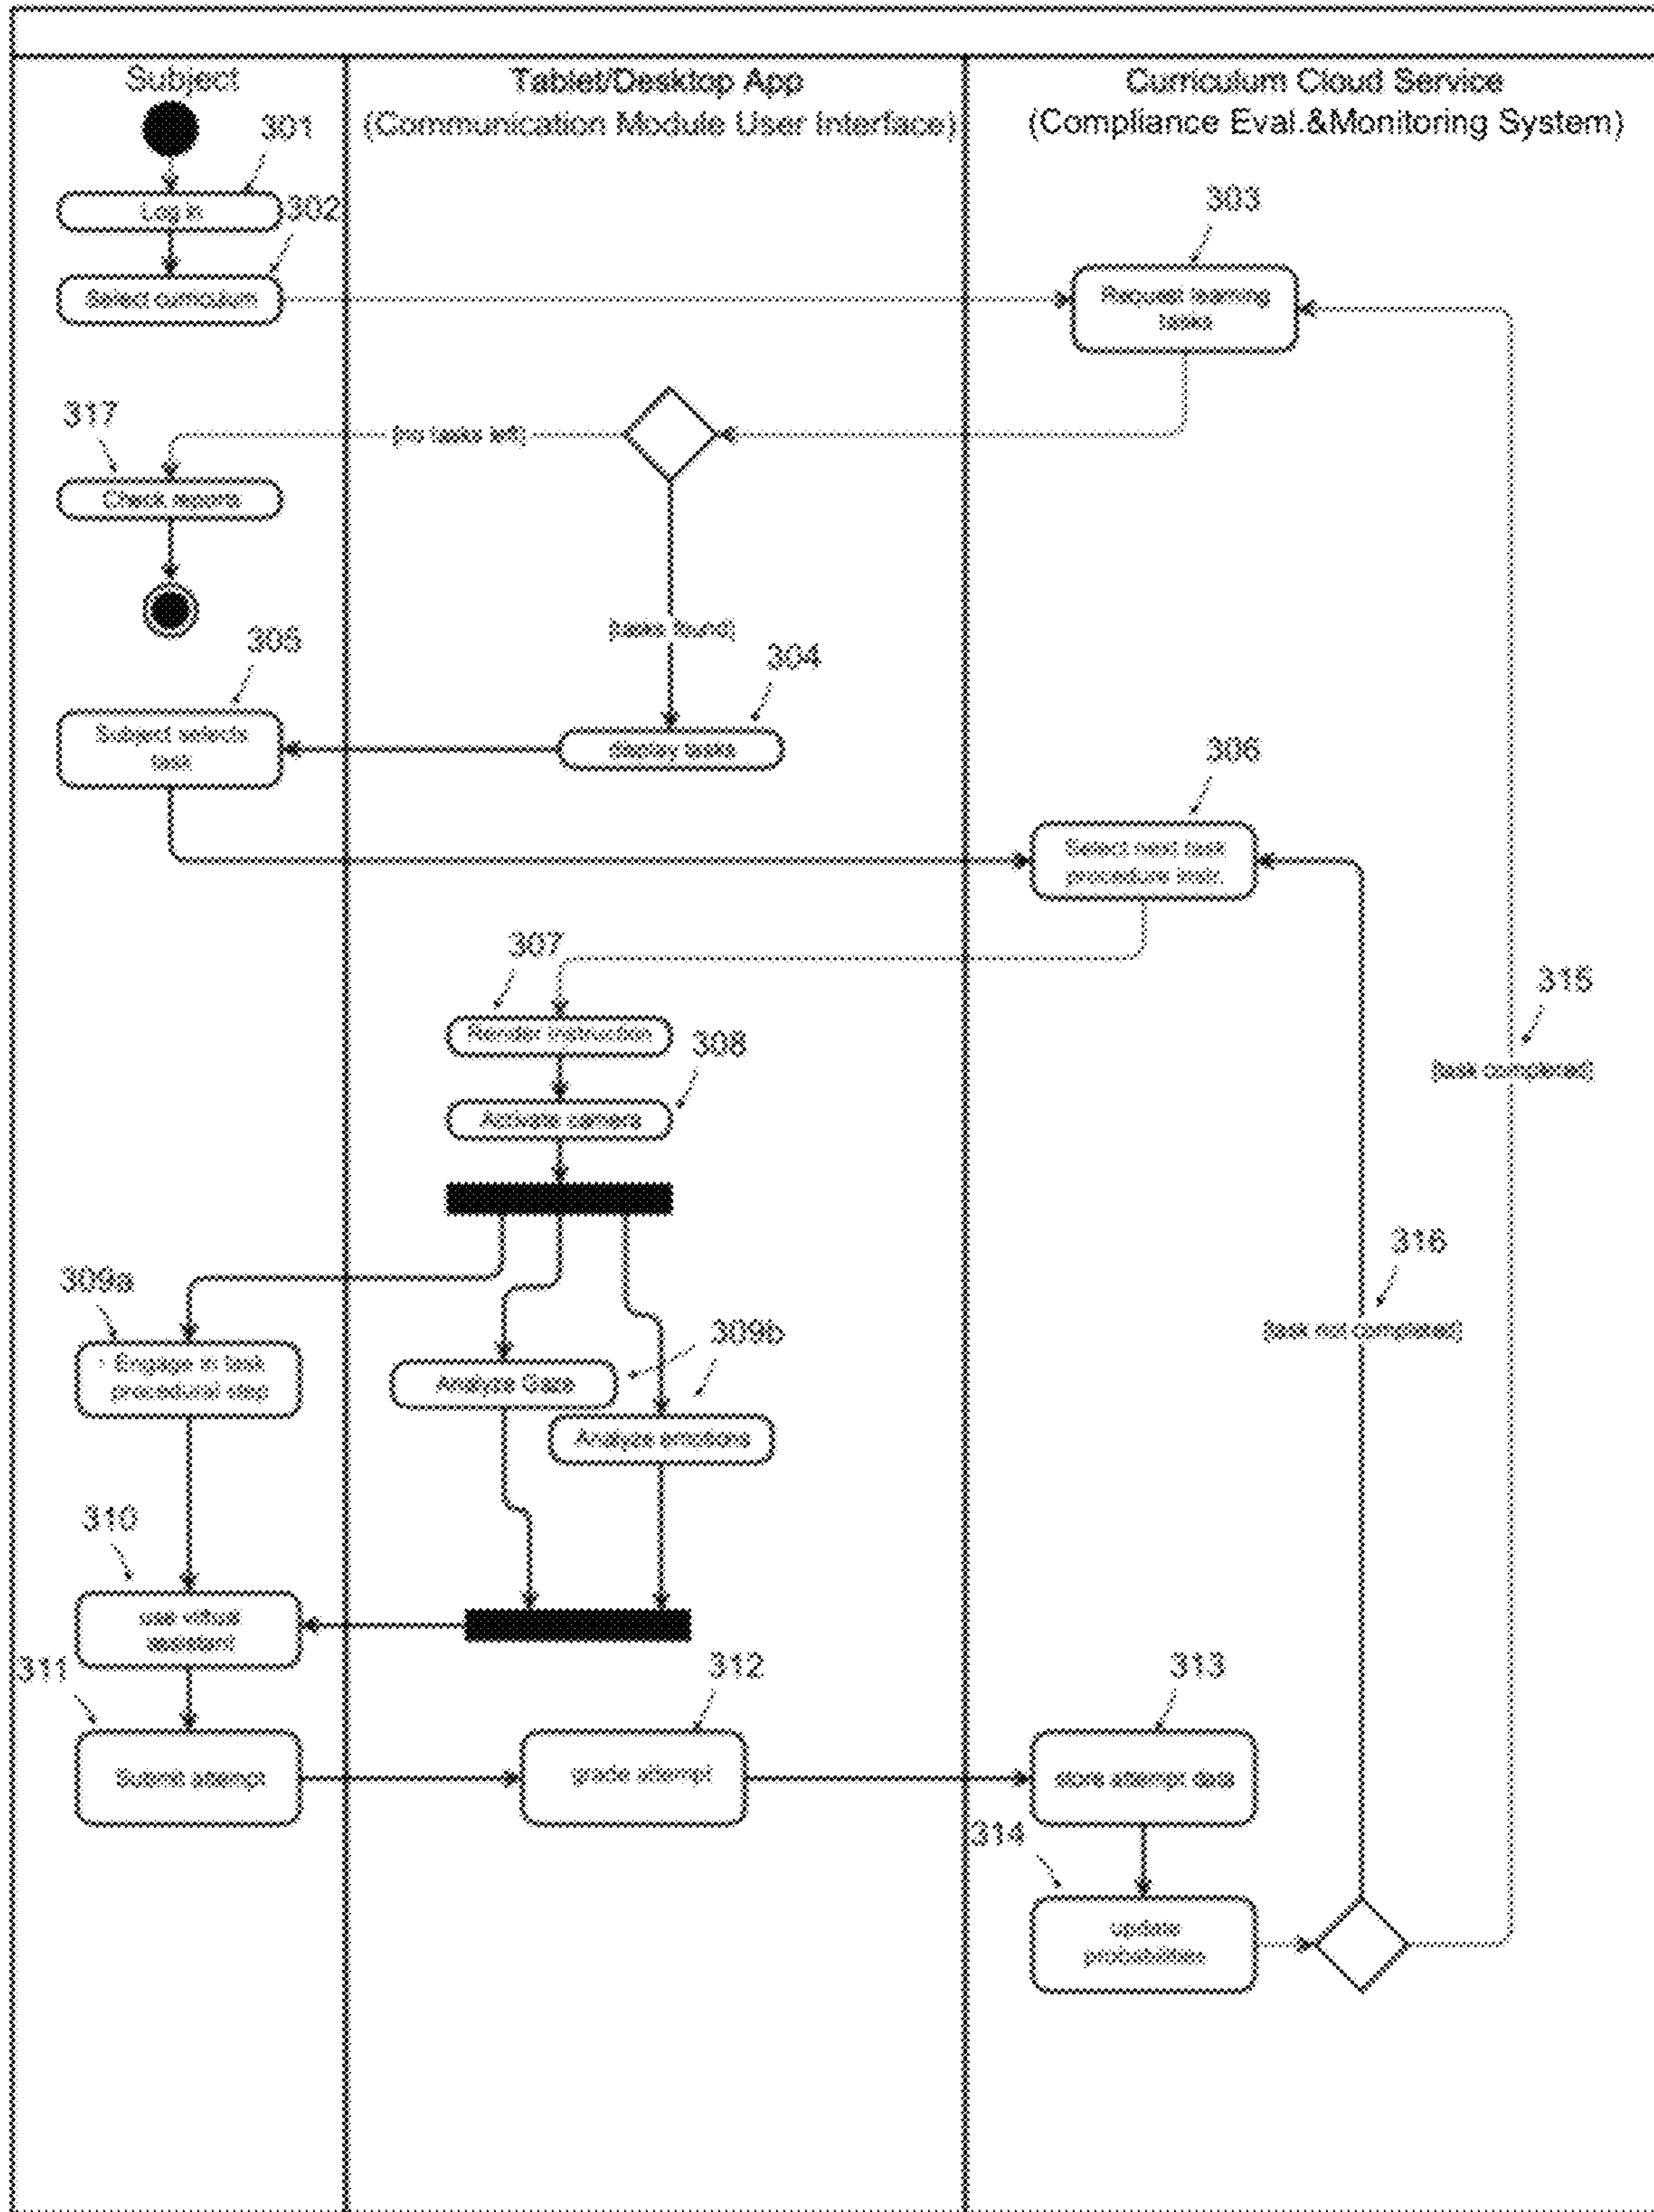 Subject
Tablet/Desktop App
(Communication Module User Interface)
Curriculum Cloud Service
(Compliance Eval.&Monitoring System)
301
Log in
302
Select curriculum
303
Request learning
tasks
317
[no tasks left]
Check reports
[tasks found]
305
304
Subject selects
task
display tasks
306
Select next task
procedure instr.
307
Render instruction
308
Activate camera
315
[task completed]
316
[task not completed]
309a
Engage in task
procedural step
309b
Analyze Gaze
Analyze emotions
310
use virtual
assistant
311
Submit attempt
312
grade attempt
313
store attempt data
314
update
probabilities